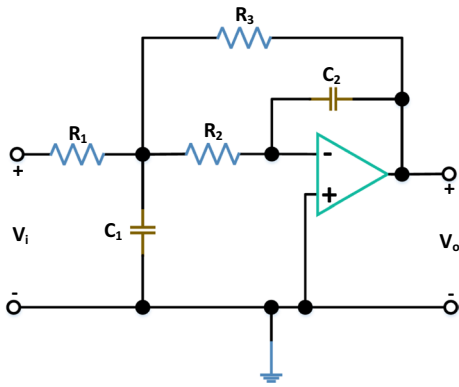 R₃
C₂
R₁ R₂
+ - +
C₁ +
Vᵢ Vₒ
- -